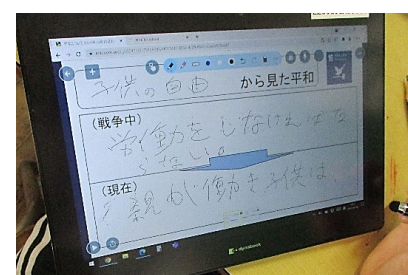 子供の自由 から見た平和
(戦争中)
労働をしなければな
らない。
(現在)
親が働き子供は